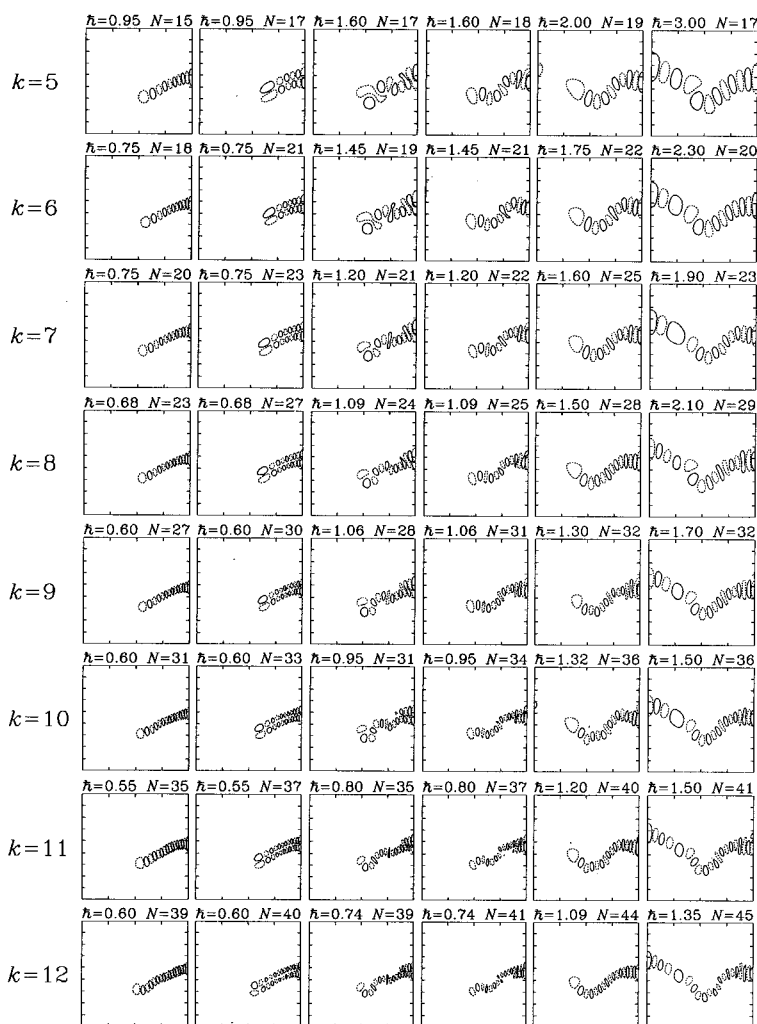 ℏ=0.95 N=15 ℏ=0.95 N=17 ℏ=1.60 N=17 ℏ=1.60 N=18 ℏ=2.00 N=19 ℏ=3.00 N=17
k=5
ℏ=0.75 N=18 ℏ=0.75 N=21 ℏ=1.45 N=19 ℏ=1.45 N=21 ℏ=1.75 N=22 ℏ=2.30 N=20
k=6
ℏ=0.75 N=20 ℏ=0.75 N=23 ℏ=1.20 N=21 ℏ=1.20 N=22 ℏ=1.60 N=25 ℏ=1.90 N=23
k=7
ℏ=0.68 N=23 ℏ=0.68 N=27 ℏ=1.09 N=24 ℏ=1.09 N=25 ℏ=1.50 N=28 ℏ=2.10 N=29
k=8
ℏ=0.60 N=27 ℏ=0.60 N=30 ℏ=1.06 N=28 ℏ=1.06 N=31 ℏ=1.30 N=32 ℏ=1.70 N=32
k=9
ℏ=0.60 N=31 ℏ=0.60 N=33 ℏ=0.95 N=31 ℏ=0.95 N=34 ℏ=1.32 N=36 ℏ=1.50 N=36
k=10
ℏ=0.55 N=35 ℏ=0.55 N=37 ℏ=0.80 N=35 ℏ=0.80 N=37 ℏ=1.20 N=40 ℏ=1.50 N=41
k=11
ℏ=0.60 N=39 ℏ=0.60 N=40 ℏ=0.74 N=39 ℏ=0.74 N=41 ℏ=1.09 N=44 ℏ=1.35 N=45
k=12